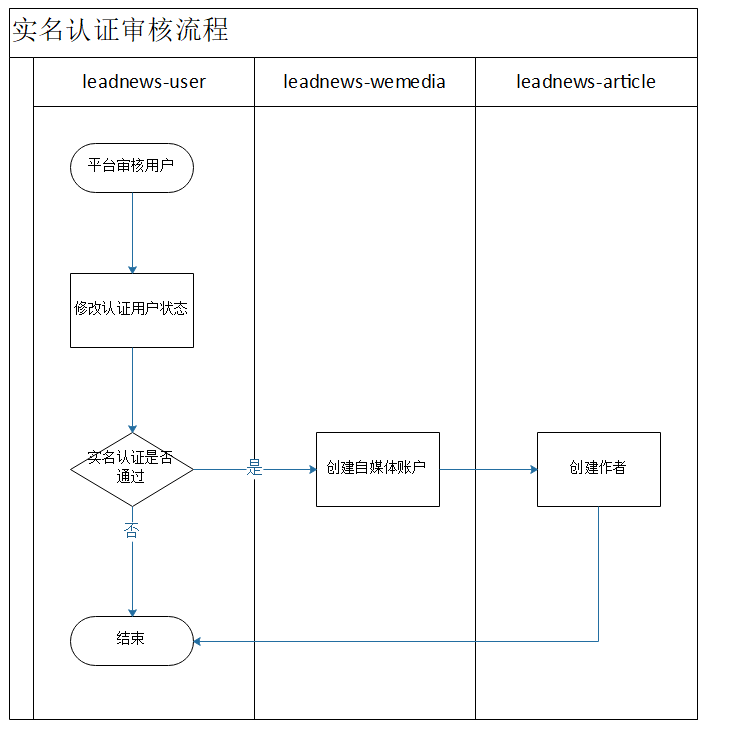 实名认证审核流程
leadnews-user
leadnews-wemedia
leadnews-article
平台审核用户
修改认证用户状态
实名认证是否
通过
是
创建自媒体账户
创建作者
否
结束